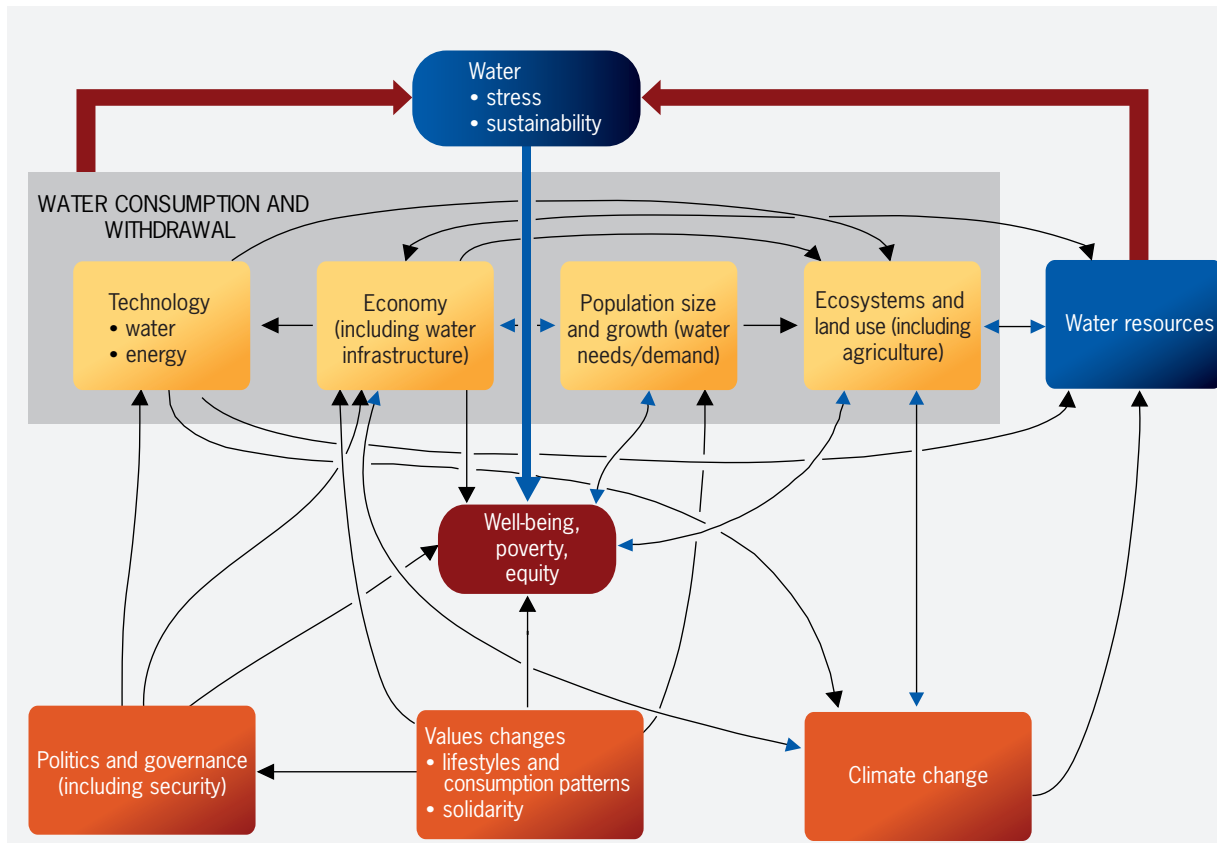 Water
• stress
• sustainability
WATER CONSUMPTION AND
WITHDRAWAL
Technology
• water
• energy
Economy
(including water
infrastructure)
Population size
and growth (water
needs/demand)
Ecosystems and
land use (including
agriculture)
Water resources
Well-being,
poverty,
equity
Politics and governance
(including security)
Values changes
• lifestyles and
consumption patterns
• solidarity
Climate change